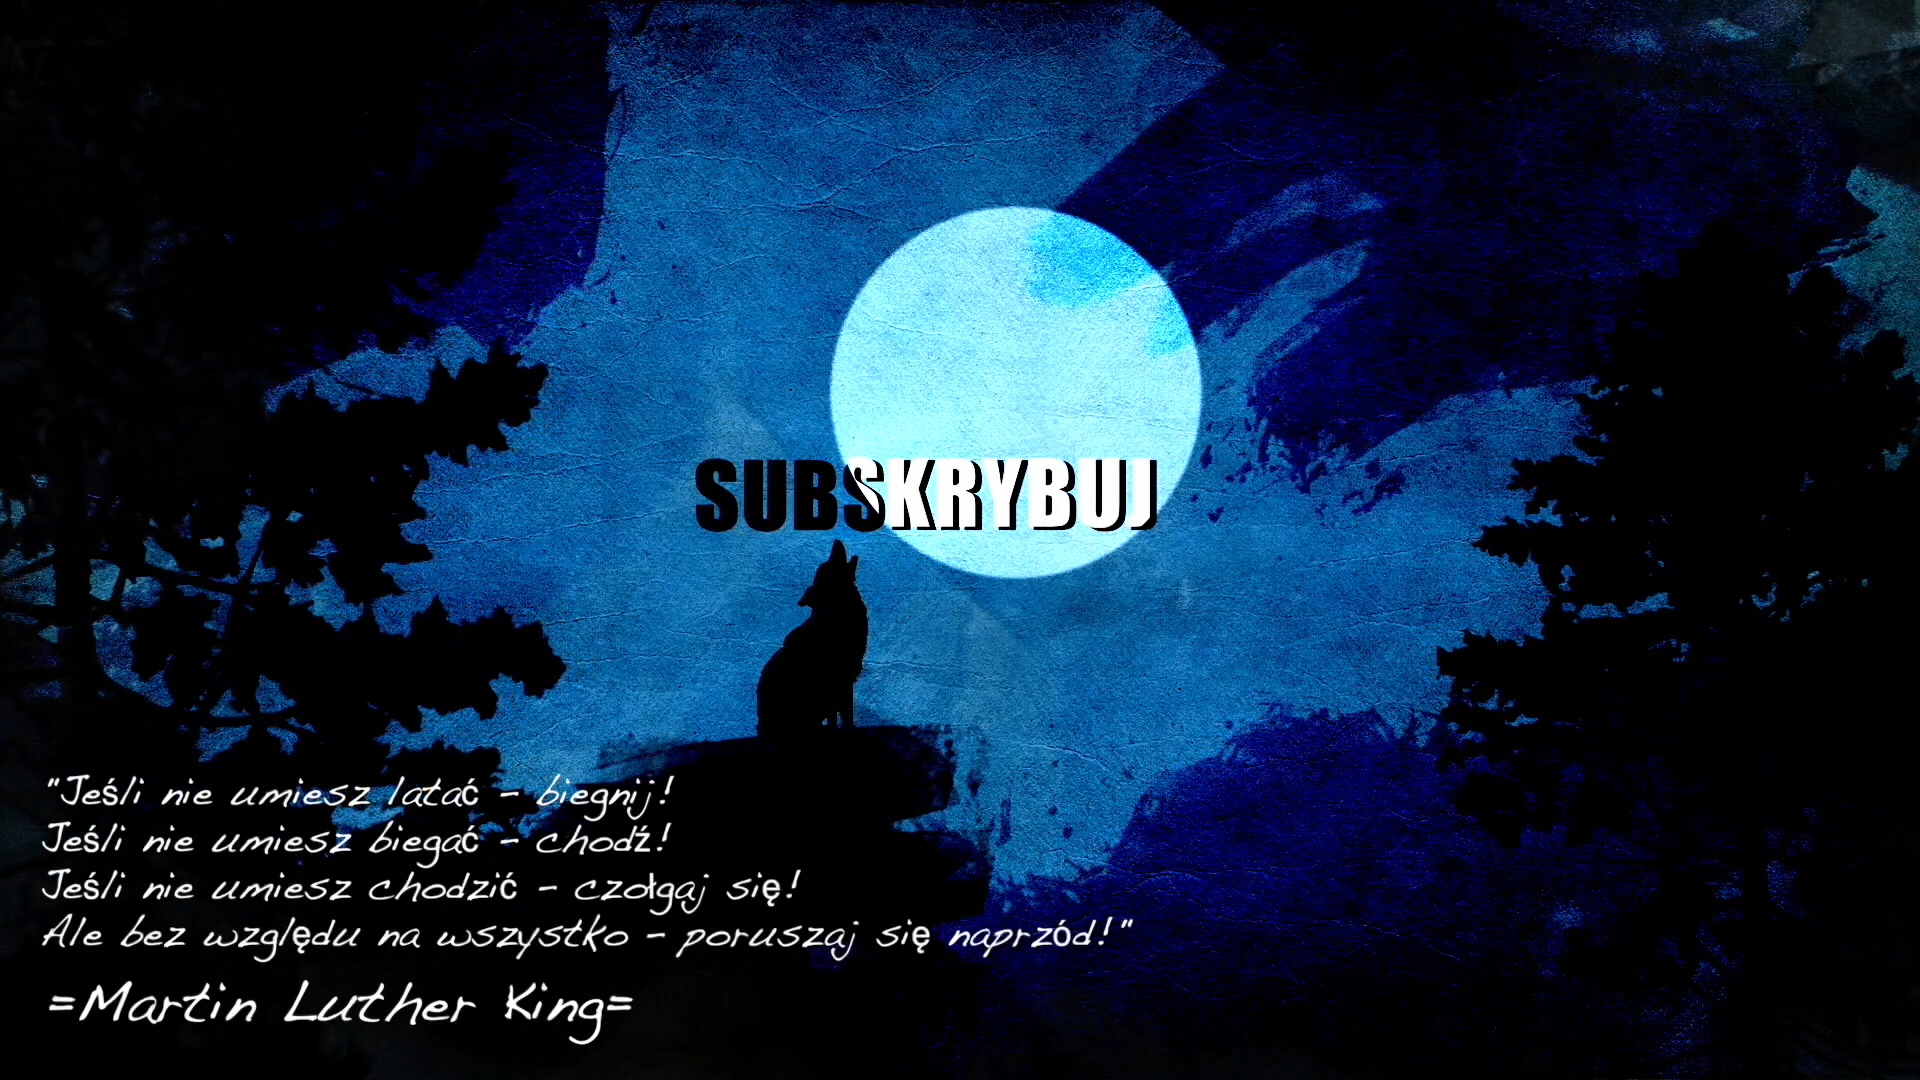 SUBSKRYBUJ
"Jeśli nie umiesz latać - biegnij!
Jeśli nie umiesz biegać - chodź!
Jeśli nie umiesz chodzić - czołgaj się!
Ale bez względu na wszystko - poruszaj się naprzód!"
=Martin Luther King=